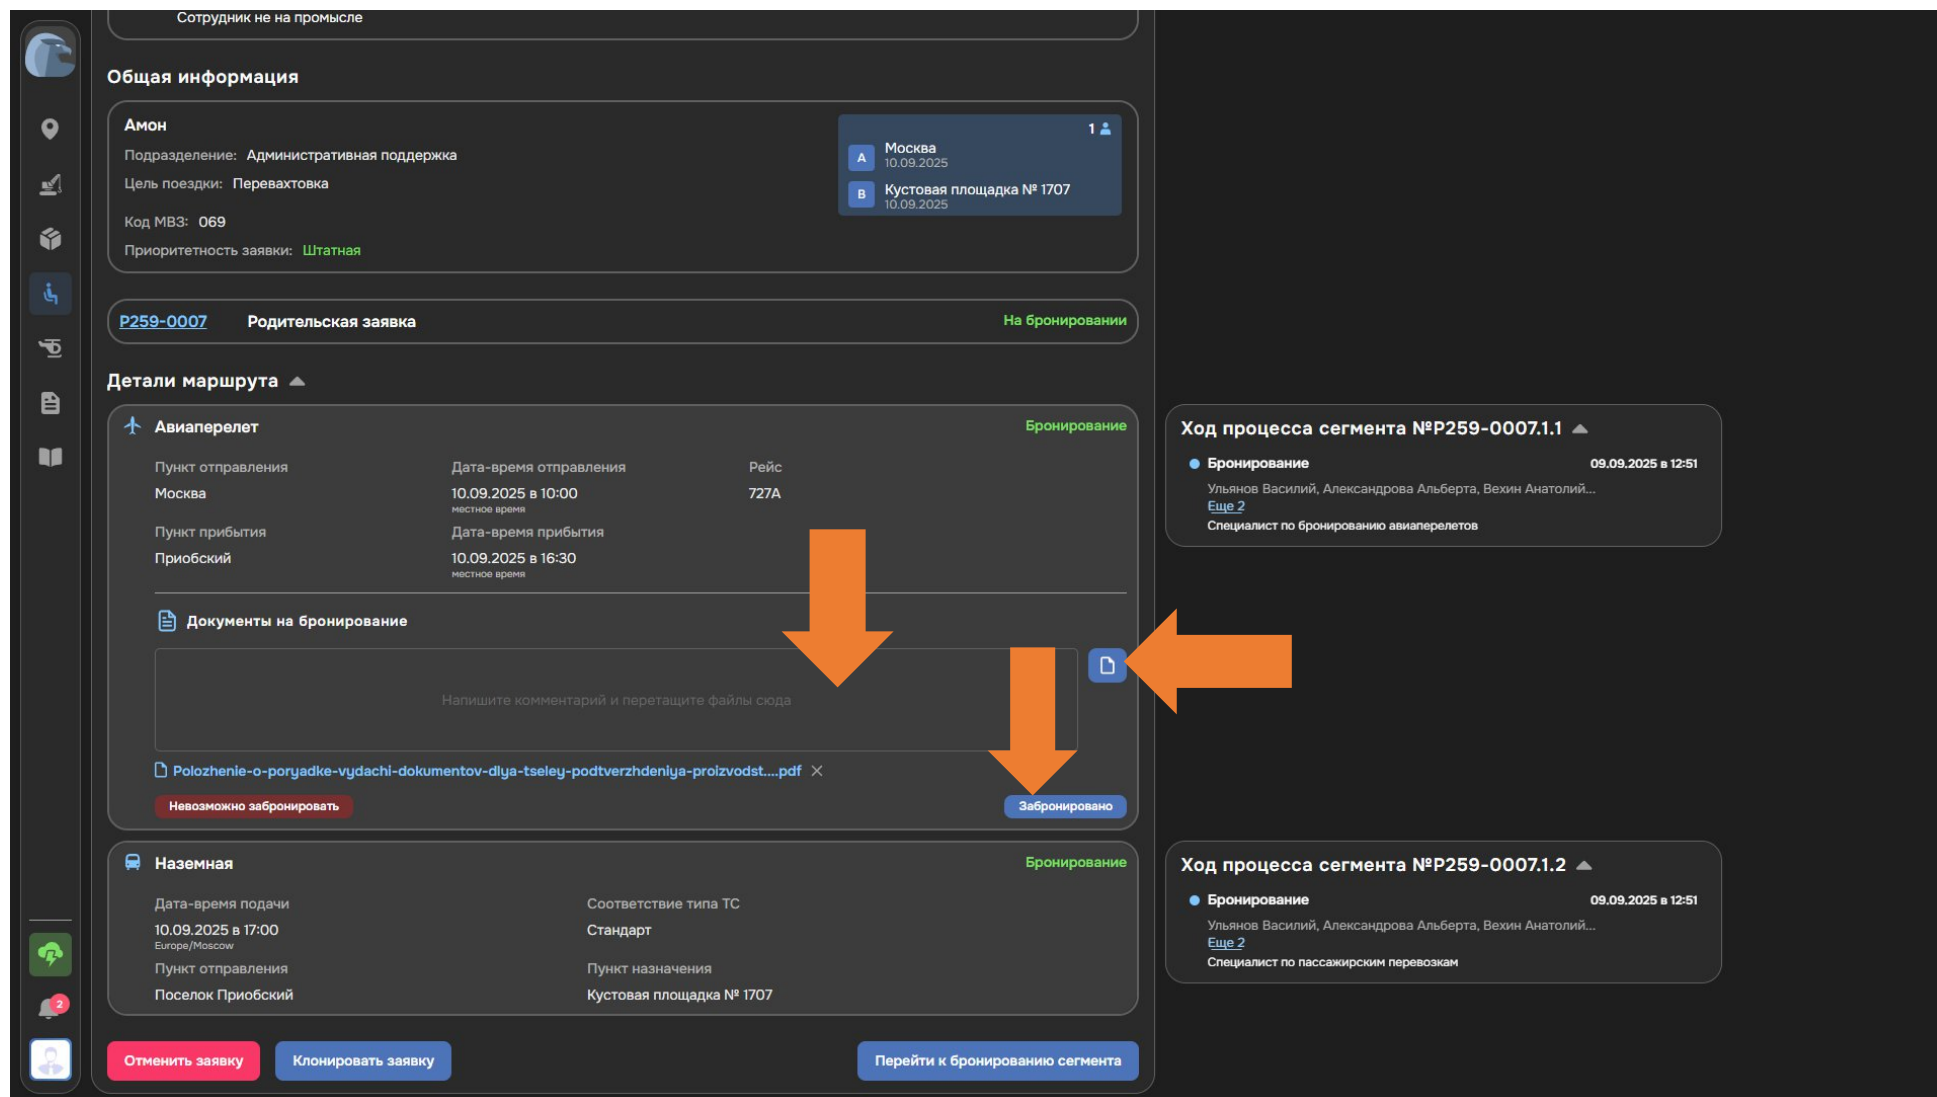 Сотрудник не на промысле
Общая информация
Амон
Подразделение: Административная поддержка
Цель поездки: Перевахтовка
Код МВЗ: 069
Приоритетность заявки: Штатная
1
A
Москва
10.09.2025
B
Кустовая площадка № 1707
10.09.2025
P259-0007 Родительская заявка На бронировании
Детали маршрута
Авиаперелет Бронирование
Пункт отправления Дата-время отправления Рейс
Москва 10.09.2025 в 10:00 727А
местное время
Пункт прибытия Дата-время прибытия
Приобский 10.09.2025 в 16:30
местное время
Документы на бронирование
Напишите комментарий и перетащите файлы сюда
Polozhenie-o-poryadke-vydachi-dokumentov-dlya-tseley-podtverzhdeniya-proizvodst....pdf
Невозможно забронировать Забронировано
Наземная Бронирование
Дата-время подачи Соответствие типа ТС
10.09.2025 в 17:00 Стандарт
Europe/Moscow
Пункт отправления Пункт назначения
Поселок Приобский Кустовая площадка № 1707
Отменить заявку Клонировать заявку Перейти к бронированию сегмента
Ход процесса сегмента №P259-0007.1.1
Бронирование 09.09.2025 в 12:51
Ульянов Василий, Александрова Альберта, Вехин Анатолий...
Еще 2
Специалист по бронированию авиаперелетов
Ход процесса сегмента №P259-0007.1.2
Бронирование 09.09.2025 в 12:51
Ульянов Василий, Александрова Альберта, Вехин Анатолий...
Еще 2
Специалист по пассажирским перевозкам
2